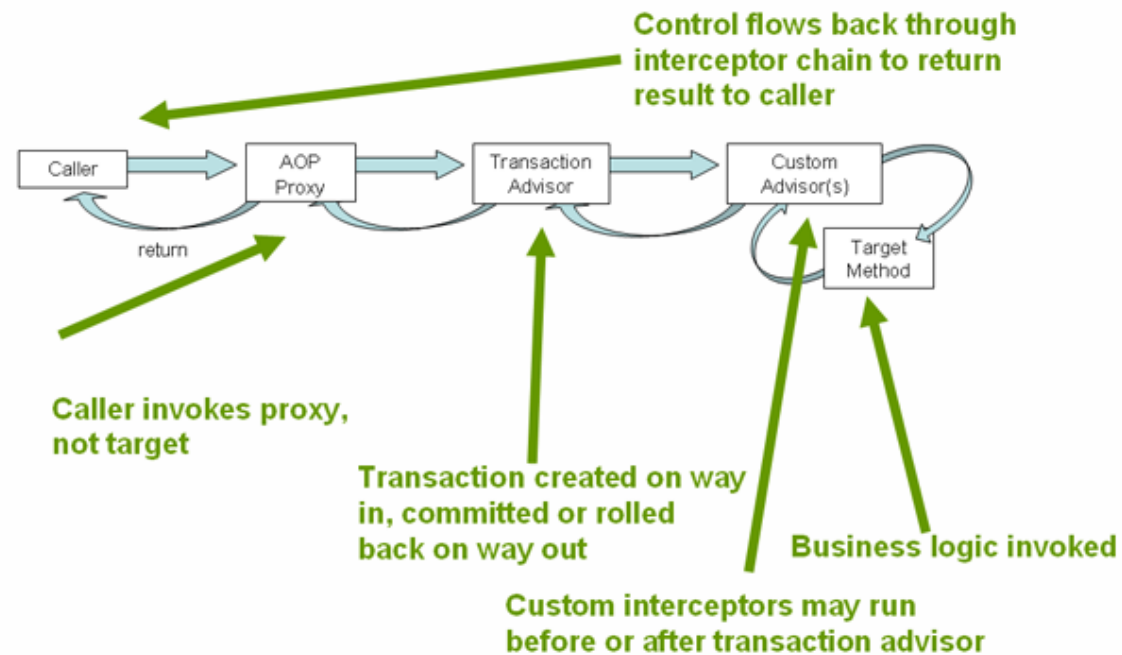 Control flows back through
interceptor chain to return
result to caller
Caller
AOP
Proxy
Transaction
Advisor
Custom
Advisor(s)
return
Target
Method
Caller invokes proxy,
not target
Transaction created on way
in, committed or rolled
back on way out
Business logic invoked
Custom interceptors may run
before or after transaction advisor